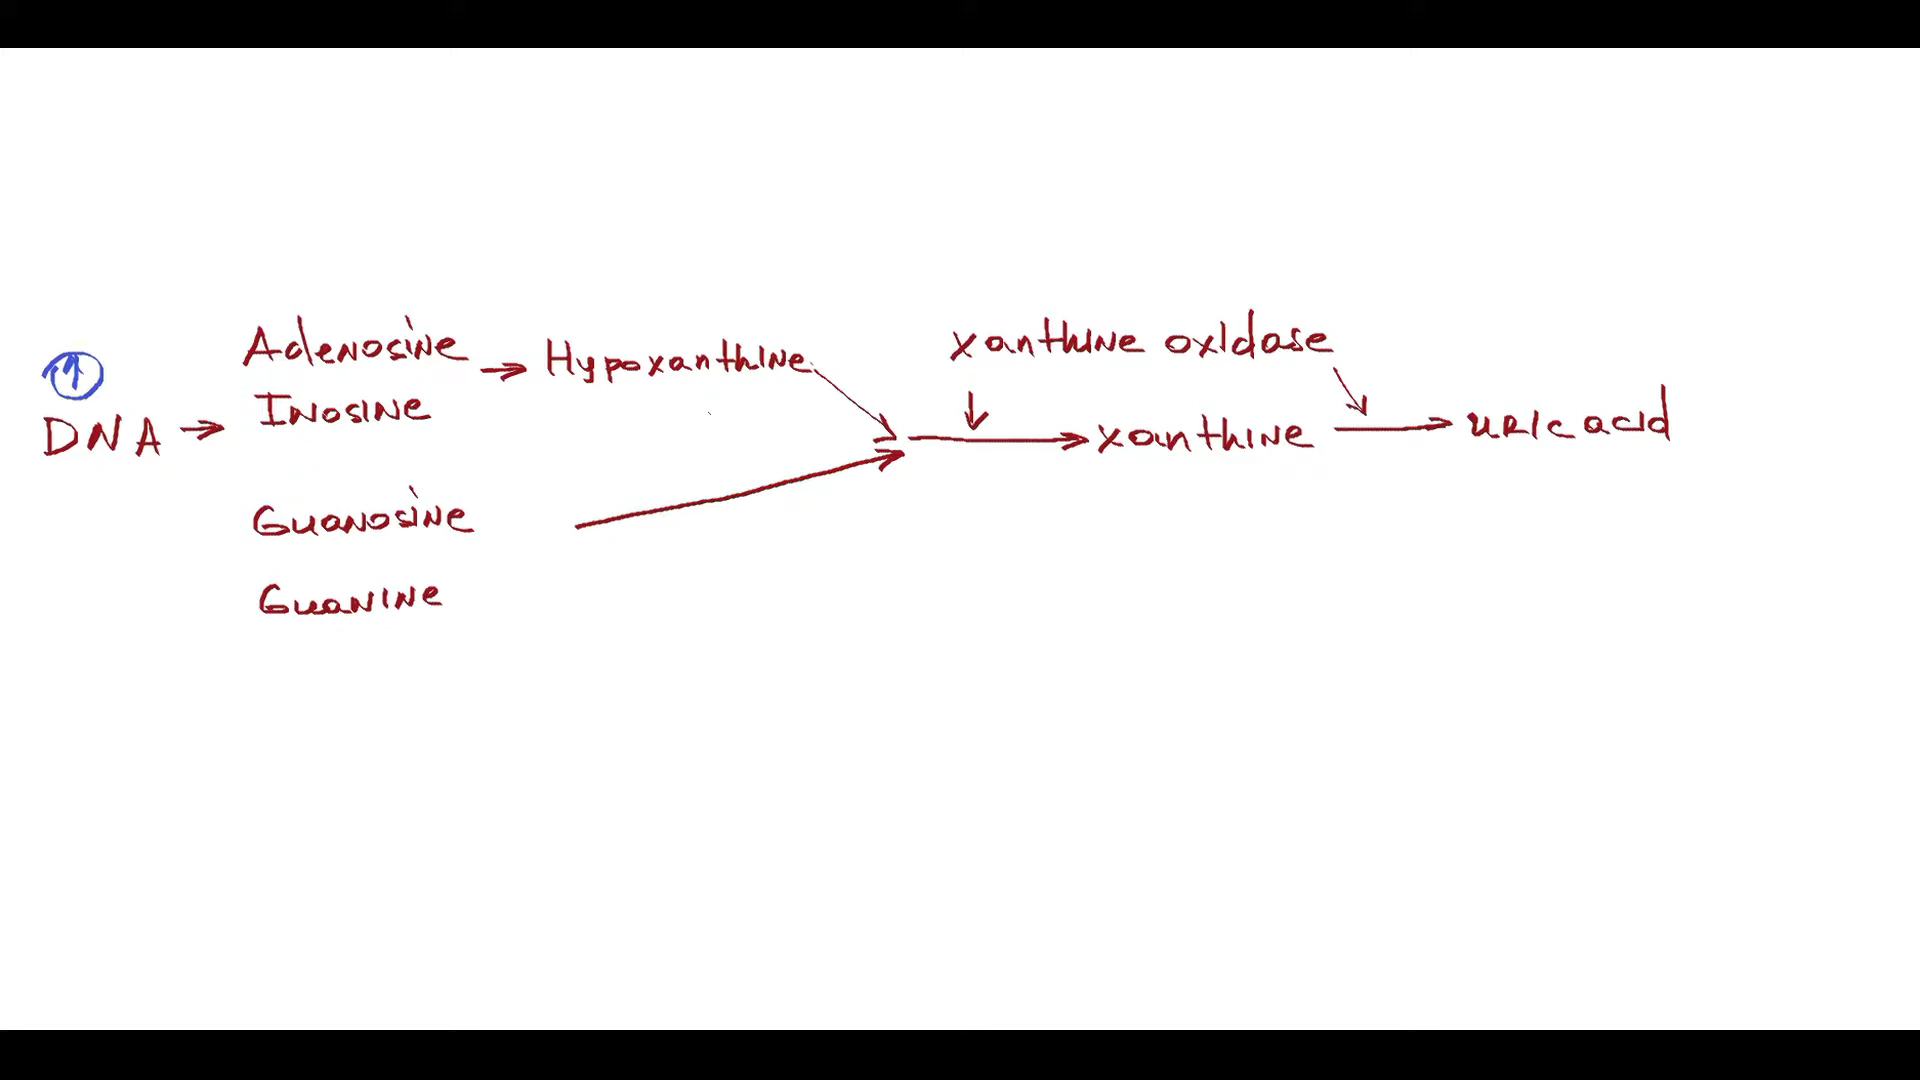 Adenosine → Hypoxanthine
Inosine
xanthine oxidase
↑
DNA →
↓
→ xanthine → uric acid
Guanosine
Guanine